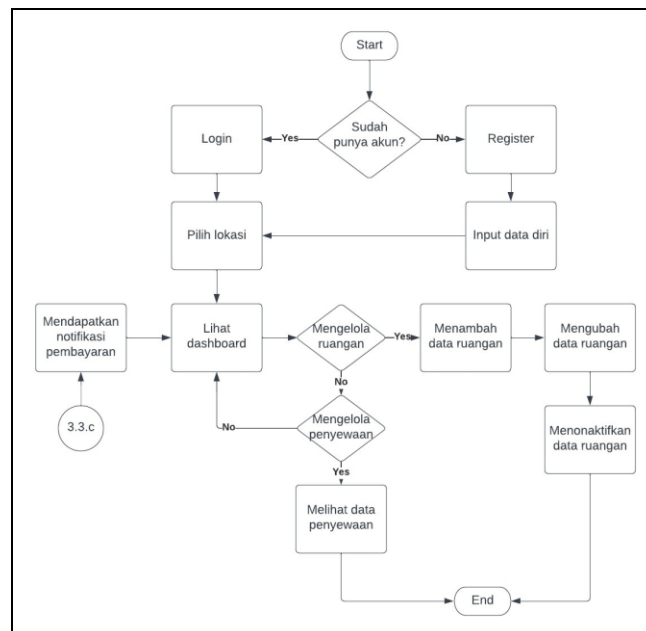 Start
Sudah
punya akun?
Yes
No
Login
Register
Pilih lokasi
Input data diri
Mendapatkan
notifikasi
pembayaran
Lihat
dashboard
Mengelola
ruangan
Yes
Menambah
data ruangan
Mengubah
data ruangan
No
3.3.c
No
Mengelola
penyewaan
Menonaktifkan
data ruangan
Yes
Melihat data
penyewaan
End